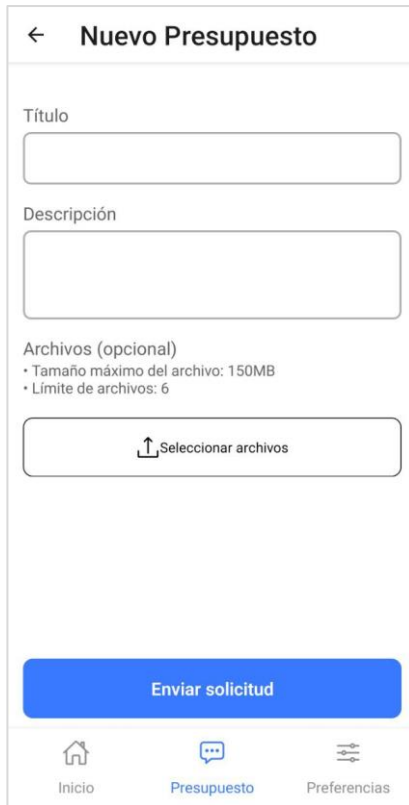 Nuevo Presupuesto
Título
Descripción
Archivos (opcional)
• Tamaño máximo del archivo: 150MB
• Límite de archivos: 6
Seleccionar archivos
Enviar solicitud
Inicio
Presupuesto
Preferencias